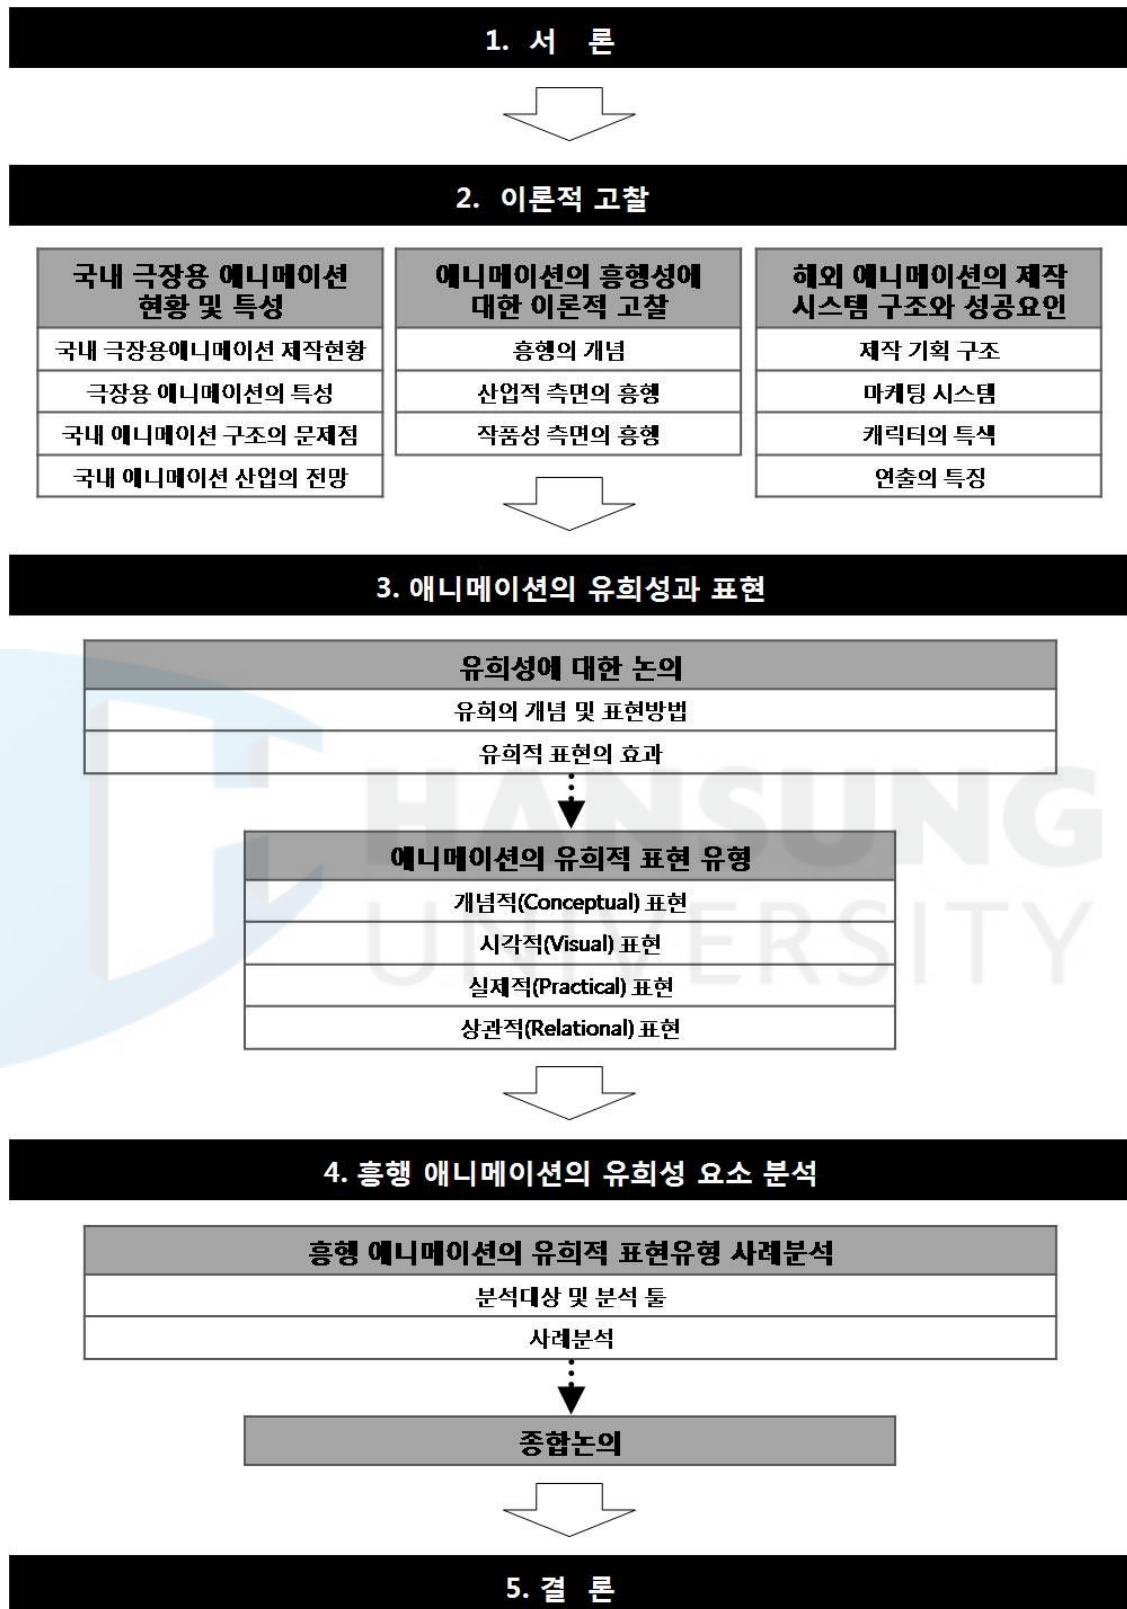 1. 서 론
2. 이론적 고찰
국내 극장용 애니메이션
현황 및 특성
국내 극장용애니메이션 제작현황
극장용 애니메이션의 특성
국내 애니메이션 구조의 문제점
국내 애니메이션 산업의 전망
애니메이션의 흥행성에
대한 이론적 고찰
흥행의 개념
산업적 측면의 흥행
작품성 측면의 흥행
해외 애니메이션의 제작
시스템 구조와 성공요인
제작 기획 구조
마케팅 시스템
캐릭터의 특색
연출의 특징
3. 애니메이션의 유희성과 표현
유희성에 대한 논의
유희의 개념 및 표현방법
유희적 표현의 효과
애니메이션의 유희적 표현 유형
개념적(Conceptual) 표현
시각적(Visual) 표현
실제적(Practical) 표현
상관적(Relational) 표현
HANSUNG
UNIVERSITY
4. 흥행 애니메이션의 유희성 요소 분석
흥행 애니메이션의 유희적 표현유형 사례분석
분석대상 및 분석 툴
사례분석
종합논의
5. 결 론